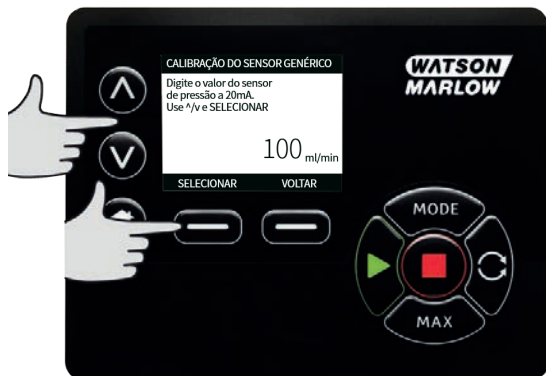 CALIBRAÇÃO DO SENSOR GENÉRICO
Digite o valor do sensor
de pressão a 20mA.
Use ^/v e SELECIONAR
100 ml/min
SELECIONAR VOLTAR
WATSON
MARLOW
MODE
MAX